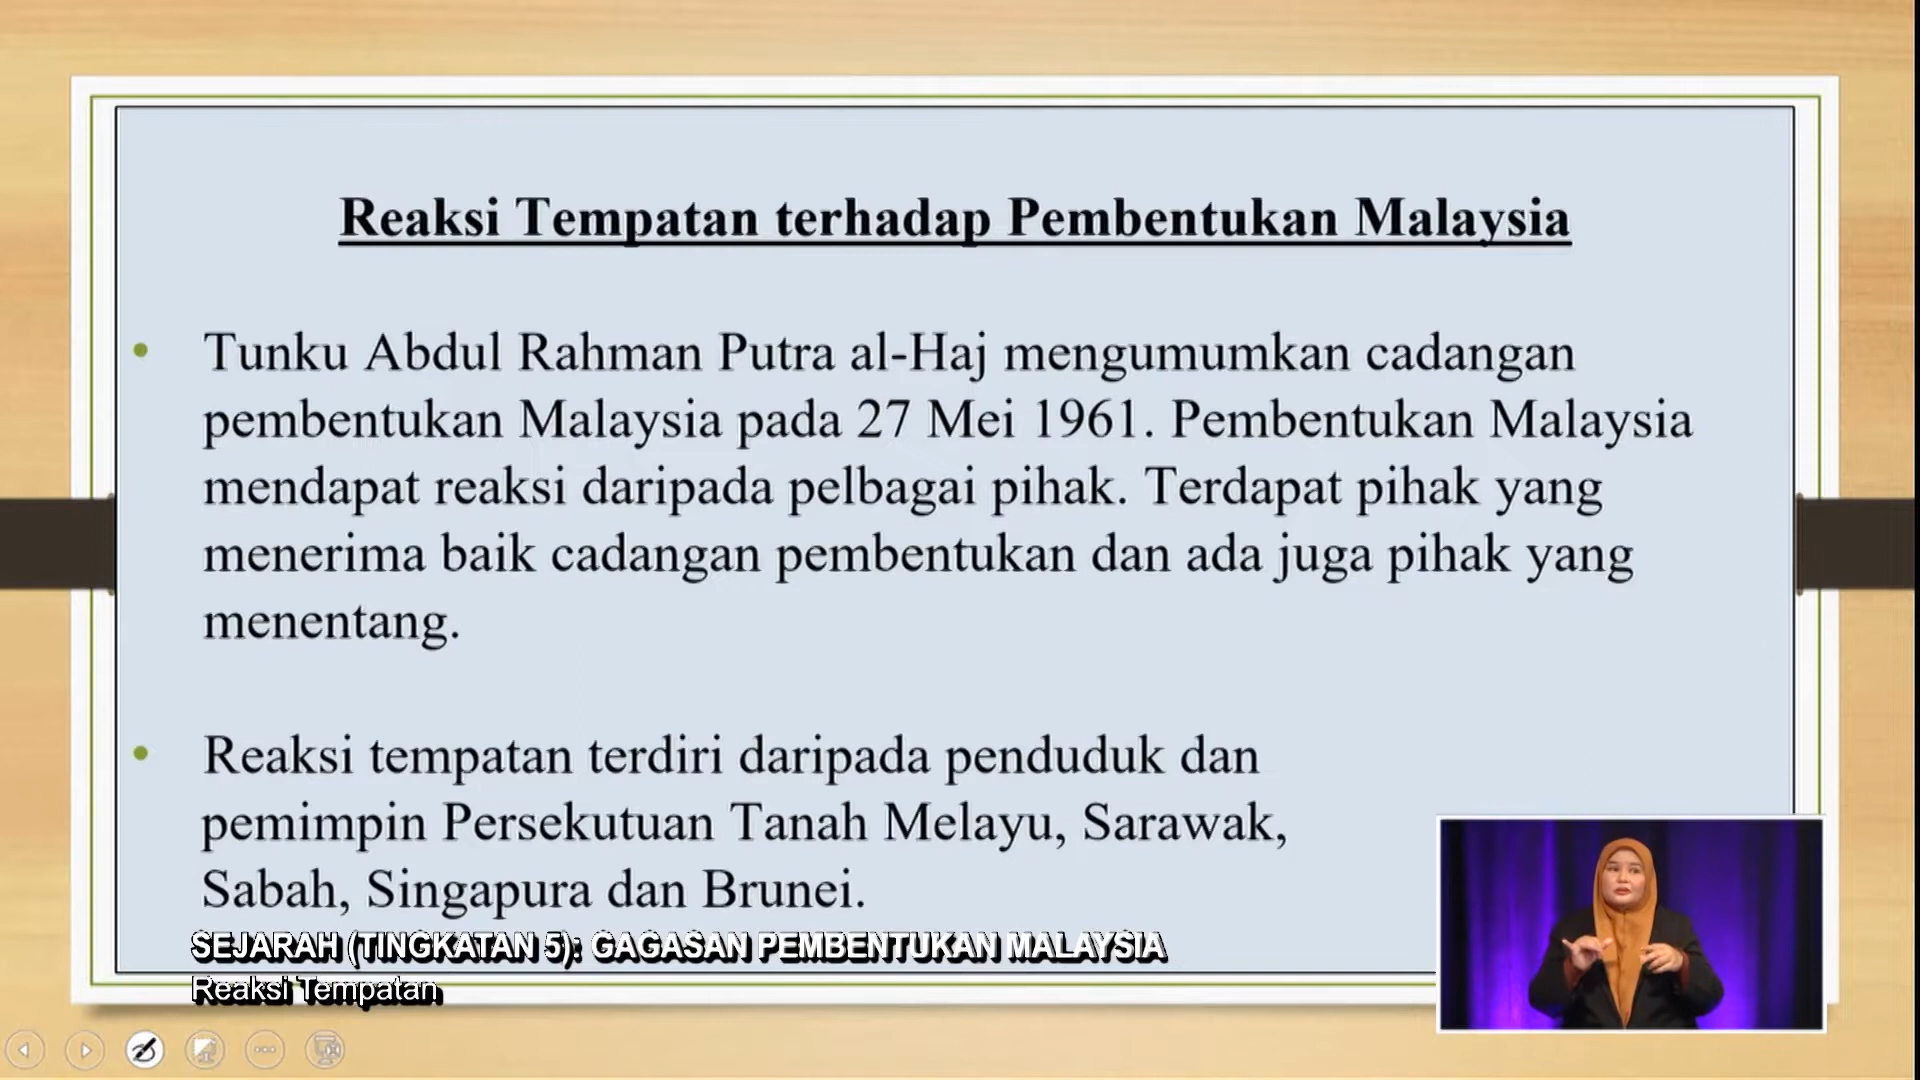 Reaksi Tempatan terhadap Pembentukan Malaysia
• Tunku Abdul Rahman Putra al-Haj mengumumkan cadangan
pembentukan Malaysia pada 27 Mei 1961. Pembentukan Malaysia
mendapat reaksi daripada pelbagai pihak. Terdapat pihak yang
menerima baik cadangan pembentukan dan ada juga pihak yang
menentang.
• Reaksi tempatan terdiri daripada penduduk dan
pemimpin Persekutuan Tanah Melayu, Sarawak,
Sabah, Singapura dan Brunei.
SEJARAH (TINGKATAN 5): GAGASAN PEMBENTUKAN MALAYSIA
Reaksi Tempatan